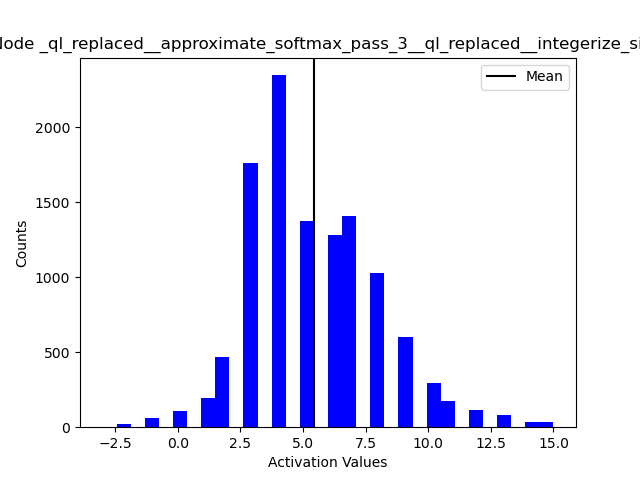 Node _ql_replaced__approximate_softmax_pass_3__ql_replaced__integerize_si
Mean
Counts
2000
1500
1000
500
0
−2.5 0.0 2.5 5.0 7.5 10.0 12.5 15.0
Activation Values